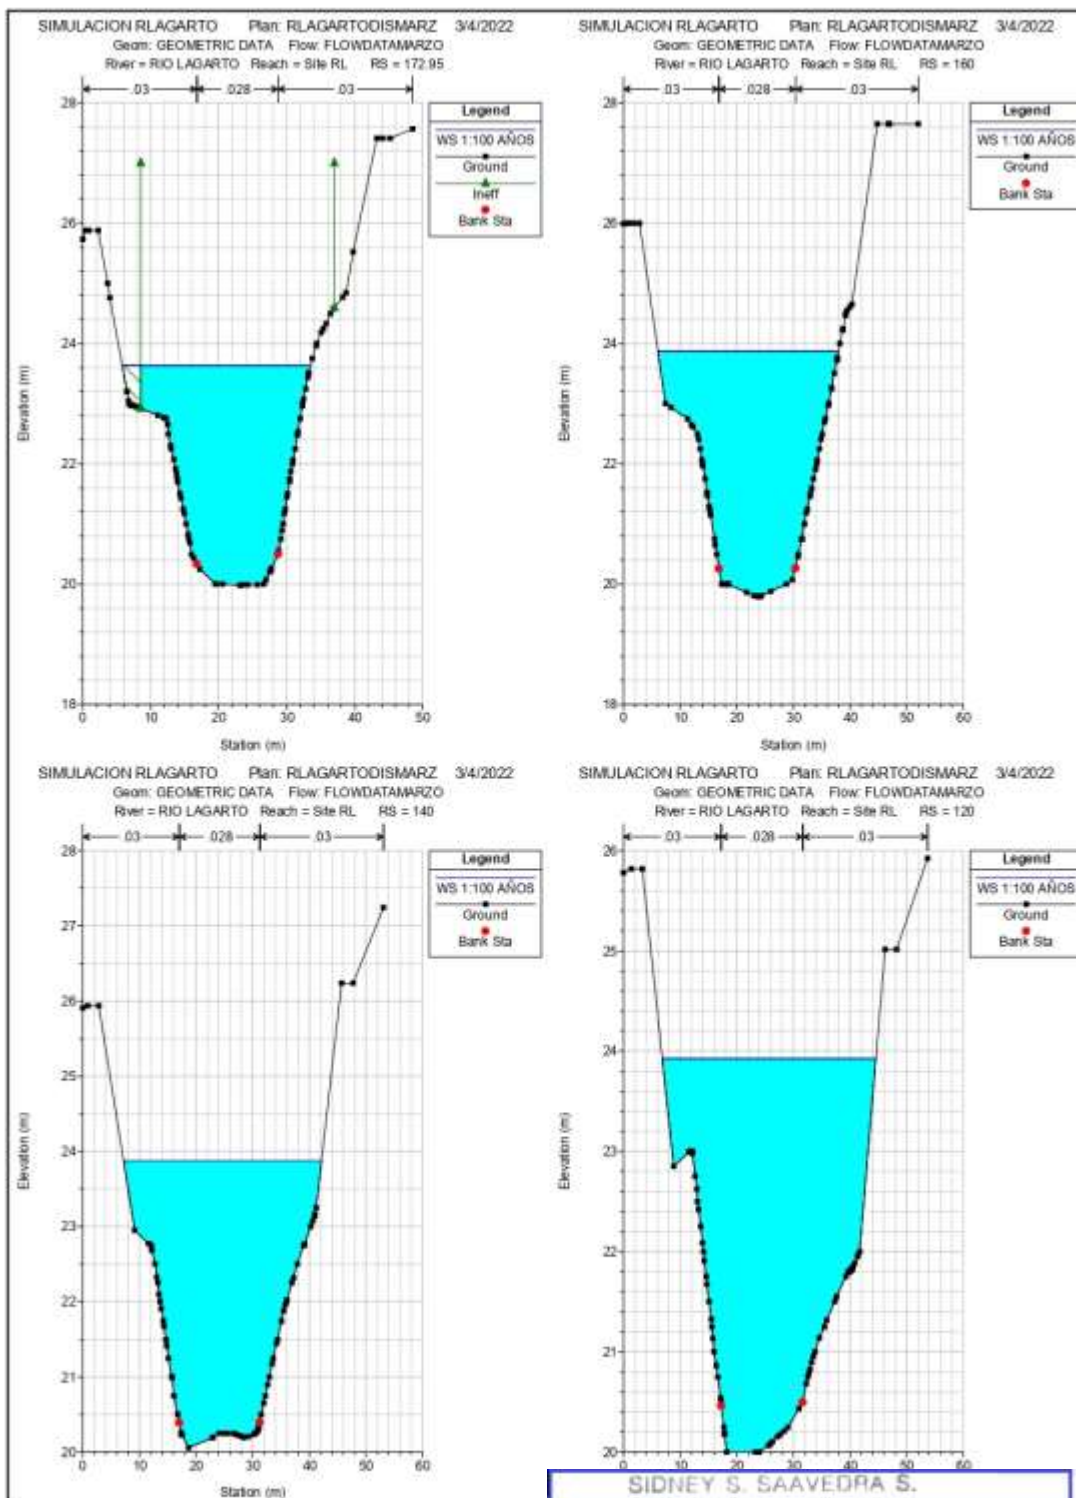 SIMULACION RLAGARTO Plan: RLAGARTODISMARZ 3/4/2022
Geom: GEOMETRIC DATA Flow: FLOWDATAMARZO
River = RIO LAGARTO Reach = Site RL RS = 172.95
.03 .028 .03
Legend
WS 1:100 AÑOS
Ground
Ineff
Bank Sta
28
26
24
22
20
18
Elevation (m)
0 10 20 30 40 50
Station (m)
SIMULACION RLAGARTO Plan: RLAGARTODISMARZ 3/4/2022
Geom: GEOMETRIC DATA Flow: FLOWDATAMARZO
River = RIO LAGARTO Reach = Site RL RS = 160
.03 .028 .03
Legend
WS 1:100 AÑOS
Ground
Bank Sta
28
26
24
22
20
18
Elevation (m)
0 10 20 30 40 50 60
Station (m)
SIMULACION RLAGARTO Plan: RLAGARTODISMARZ 3/4/2022
Geom: GEOMETRIC DATA Flow: FLOWDATAMARZO
River = RIO LAGARTO Reach = Site RL RS = 140
.03 .028 .03
Legend
WS 1:100 AÑOS
Ground
Bank Sta
28
27
26
25
24
23
22
21
20
Elevation (m)
0 10 20 30 40 50 60
Station (m)
SIMULACION RLAGARTO Plan: RLAGARTODISMARZ 3/4/2022
Geom: GEOMETRIC DATA Flow: FLOWDATAMARZO
River = RIO LAGARTO Reach = Site RL RS = 120
.03 .028 .03
Legend
WS 1:100 AÑOS
Ground
Bank Sta
26
25
24
23
22
21
20
Elevation (m)
0 10 20 30 40 50 60
SIDNEY S. SAAVEDRA S.